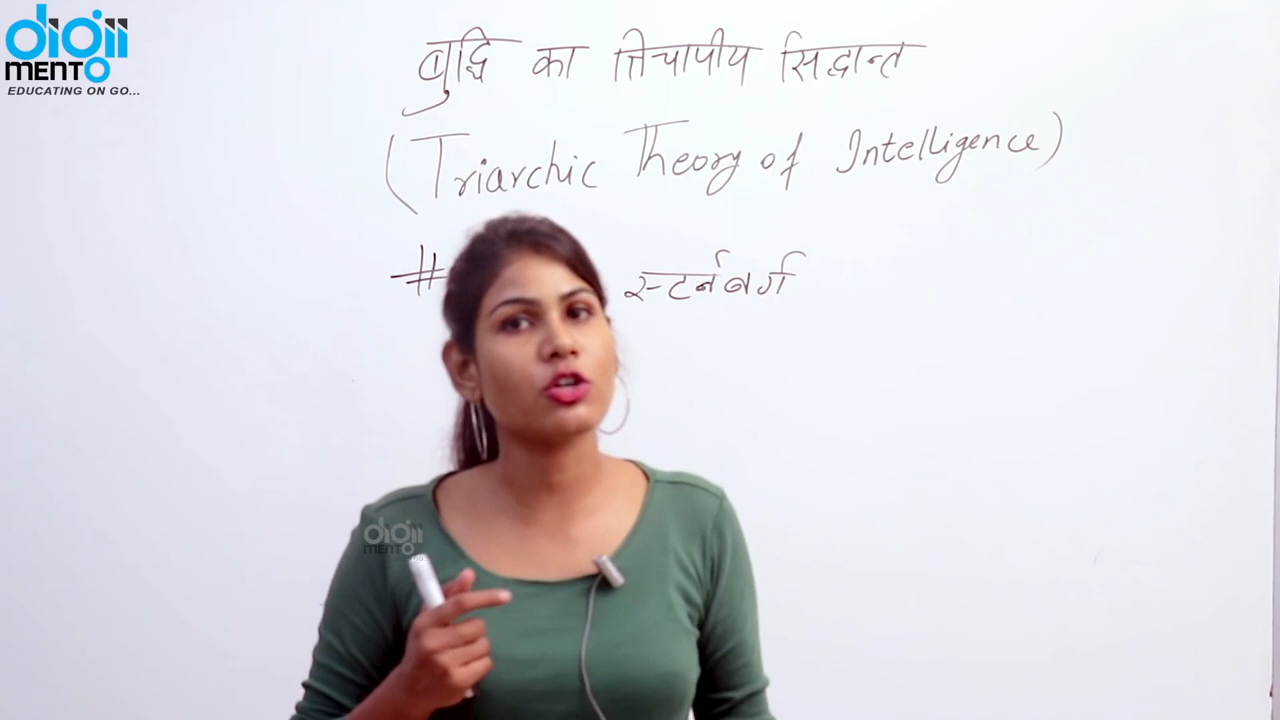 digii
MENTO
EDUCATING ON GO...
बुद्धि का त्रिचापीय सिद्धान्त
(Triarchic Theory of Intelligence)
# स्टर्नबर्ग
digii
MENTO